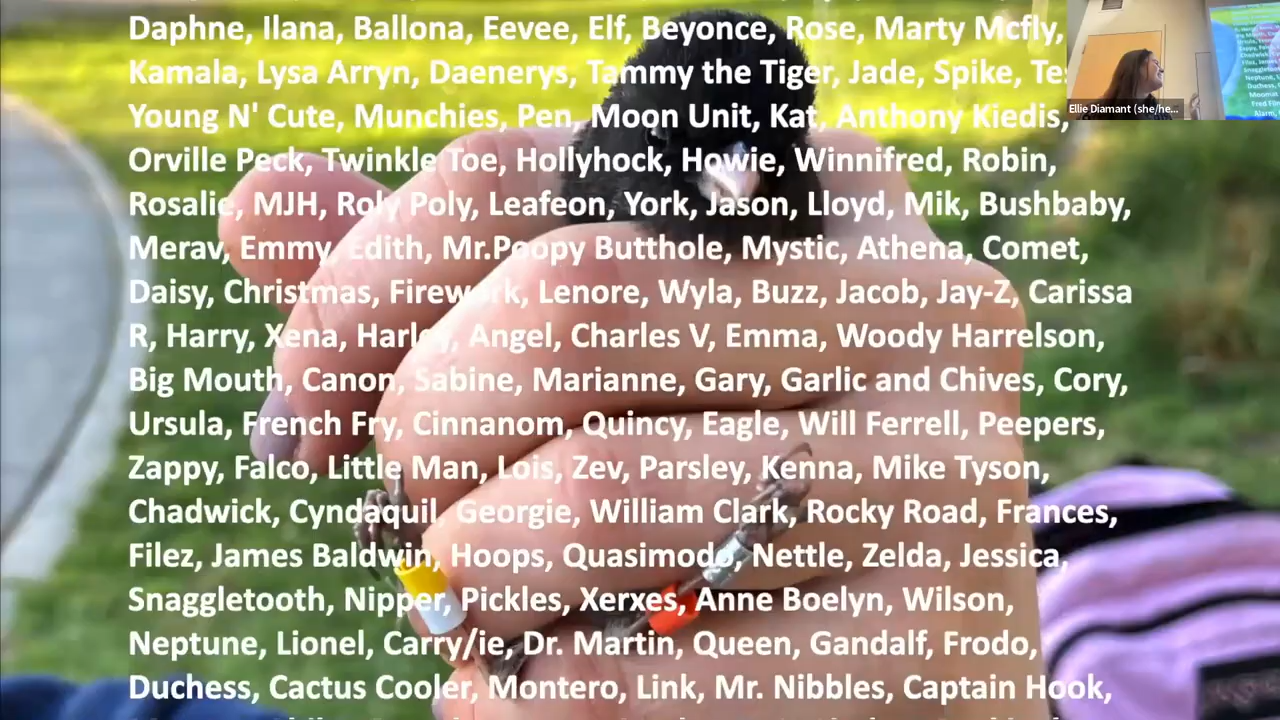 Daphne, Ilana, Ballona, Eevee, Elf, Beyonce, Rose, Marty Mcfly,
Kamala, Lysa Arryn, Daenerys, Tammy the Tiger, Jade, Spike,
Young N' Cute, Munchies, Pen, Moon Unit, Kat, Anthony Kiedis,
Orville Peck, Twinkle Toe, Hollyhock, Howie, Winnifred, Robin,
Rosalie, MJH, Roly Poly, Leafeon, York, Jason, Lloyd, Mik, Bushbaby,
Merav, Emmy, Edith, Mr.Poopy Butthole, Mystic, Athena, Comet,
Daisy, Christmas, Firework, Lenore, Wyla, Buzz, Jacob, Jay-Z, Carissa
R, Harry, Xena, Harley, Angel, Charles V, Emma, Woody Harrelson,
Big Mouth, Canon, Sabine, Marianne, Gary, Garlic and Chives, Cory,
Ursula, French Fry, Cinnanom, Quincy, Eagle, Will Ferrell, Peepers,
Zappy, Falco, Little Man, Lois, Zev, Parsley, Kenna, Mike Tyson,
Chadwick, Cyndaquil, Georgie, William Clark, Rocky Road, Frances,
Filez, James Baldwin, Hoops, Quasimodo, Nettle, Zelda, Jessica,
Snaggletooth, Nipper, Pickles, Xerxes, Anne Boelyn, Wilson,
Neptune, Lionel, Carry/ie, Dr. Martin, Queen, Gandalf, Frodo,
Duchess, Cactus Cooler, Montero, Link, Mr. Nibbles, Captain Hook,
Ellie Diamant (she/he...